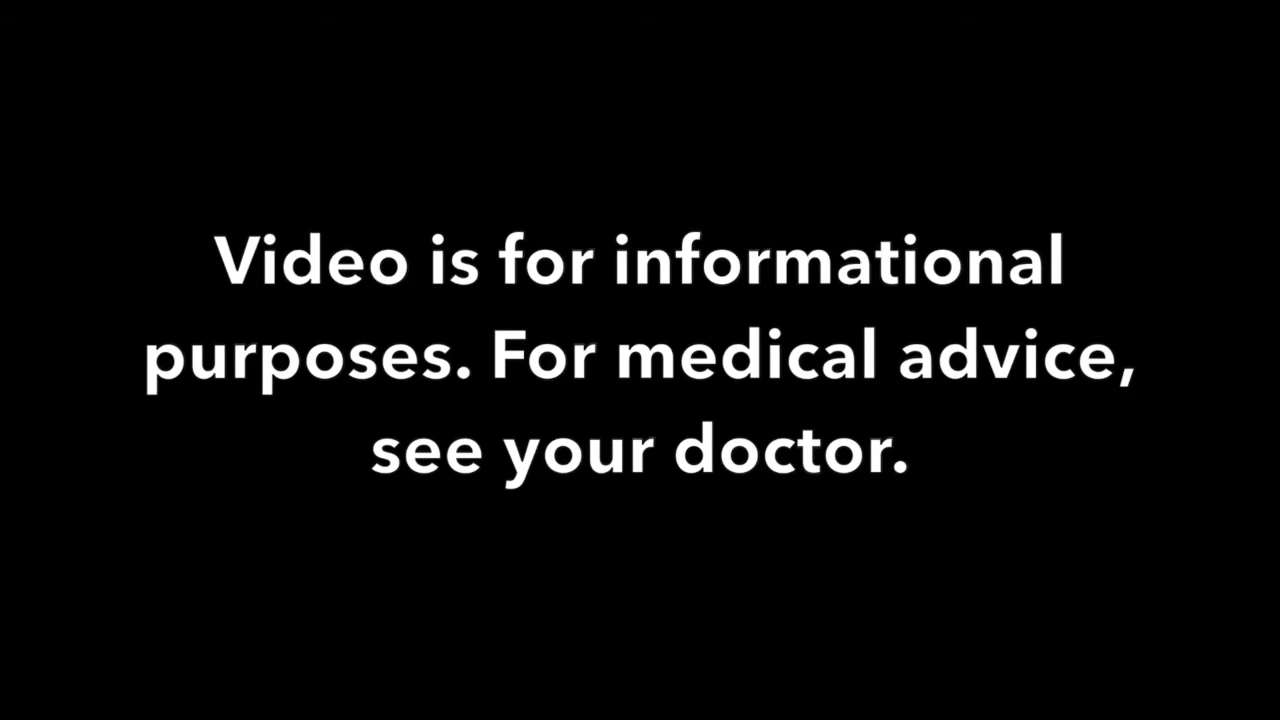 Video is for informational
purposes. For medical advice,
see your doctor.